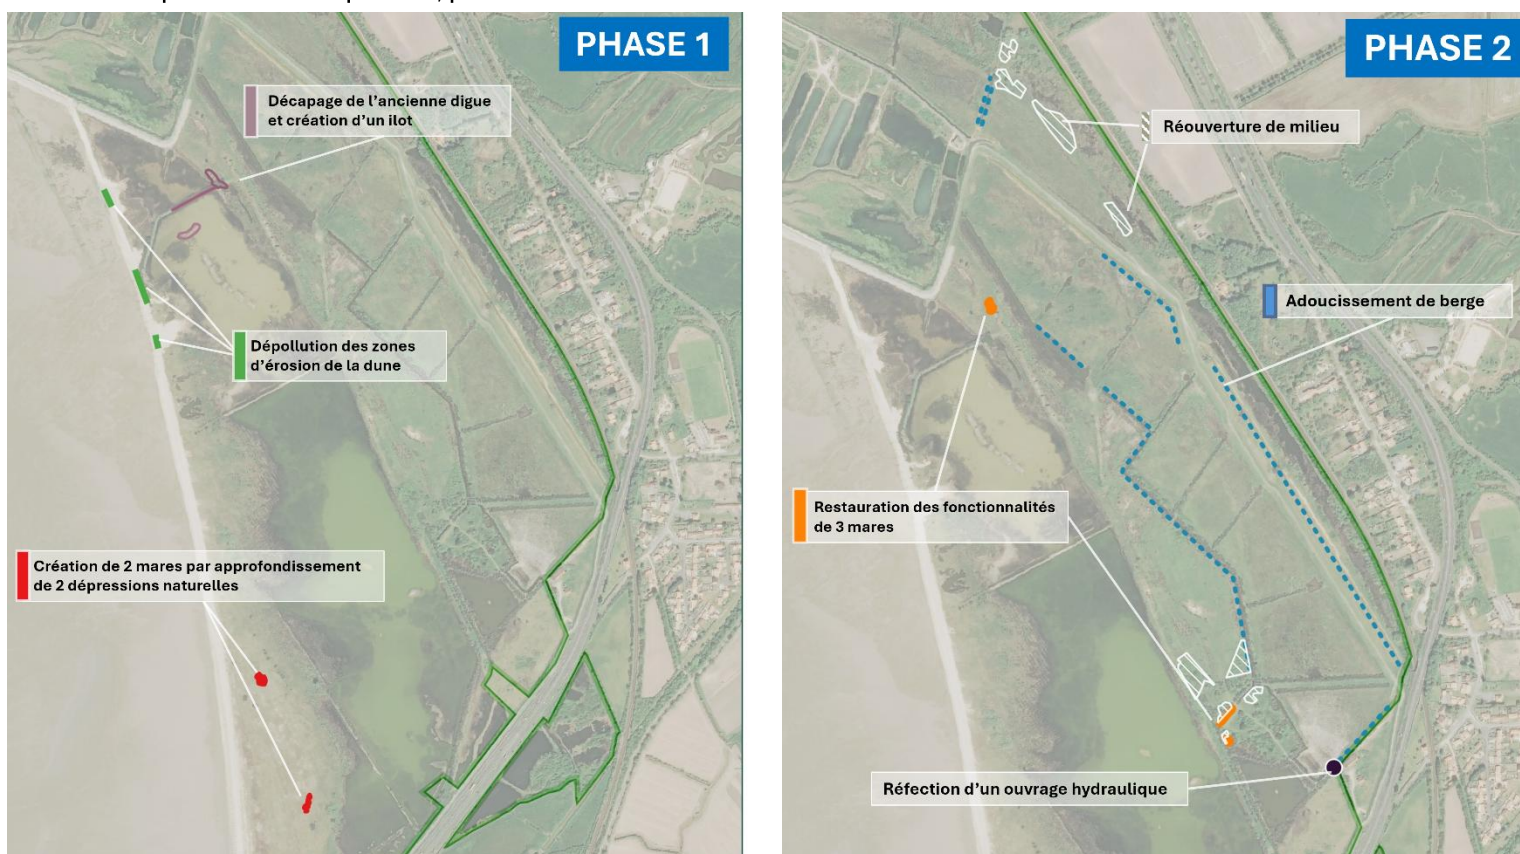 PHASE 1
Décapage de l'ancienne digue
et création d'un ilot
Dépollution des zones
d'érosion de la dune
Création de 2 mares par approfondissement
de 2 dépressions naturelles
PHASE 2
Réouverture de milieu
Adoucissement de berge
Restauration des fonctionnalités
de 3 mares
Réfection d'un ouvrage hydraulique